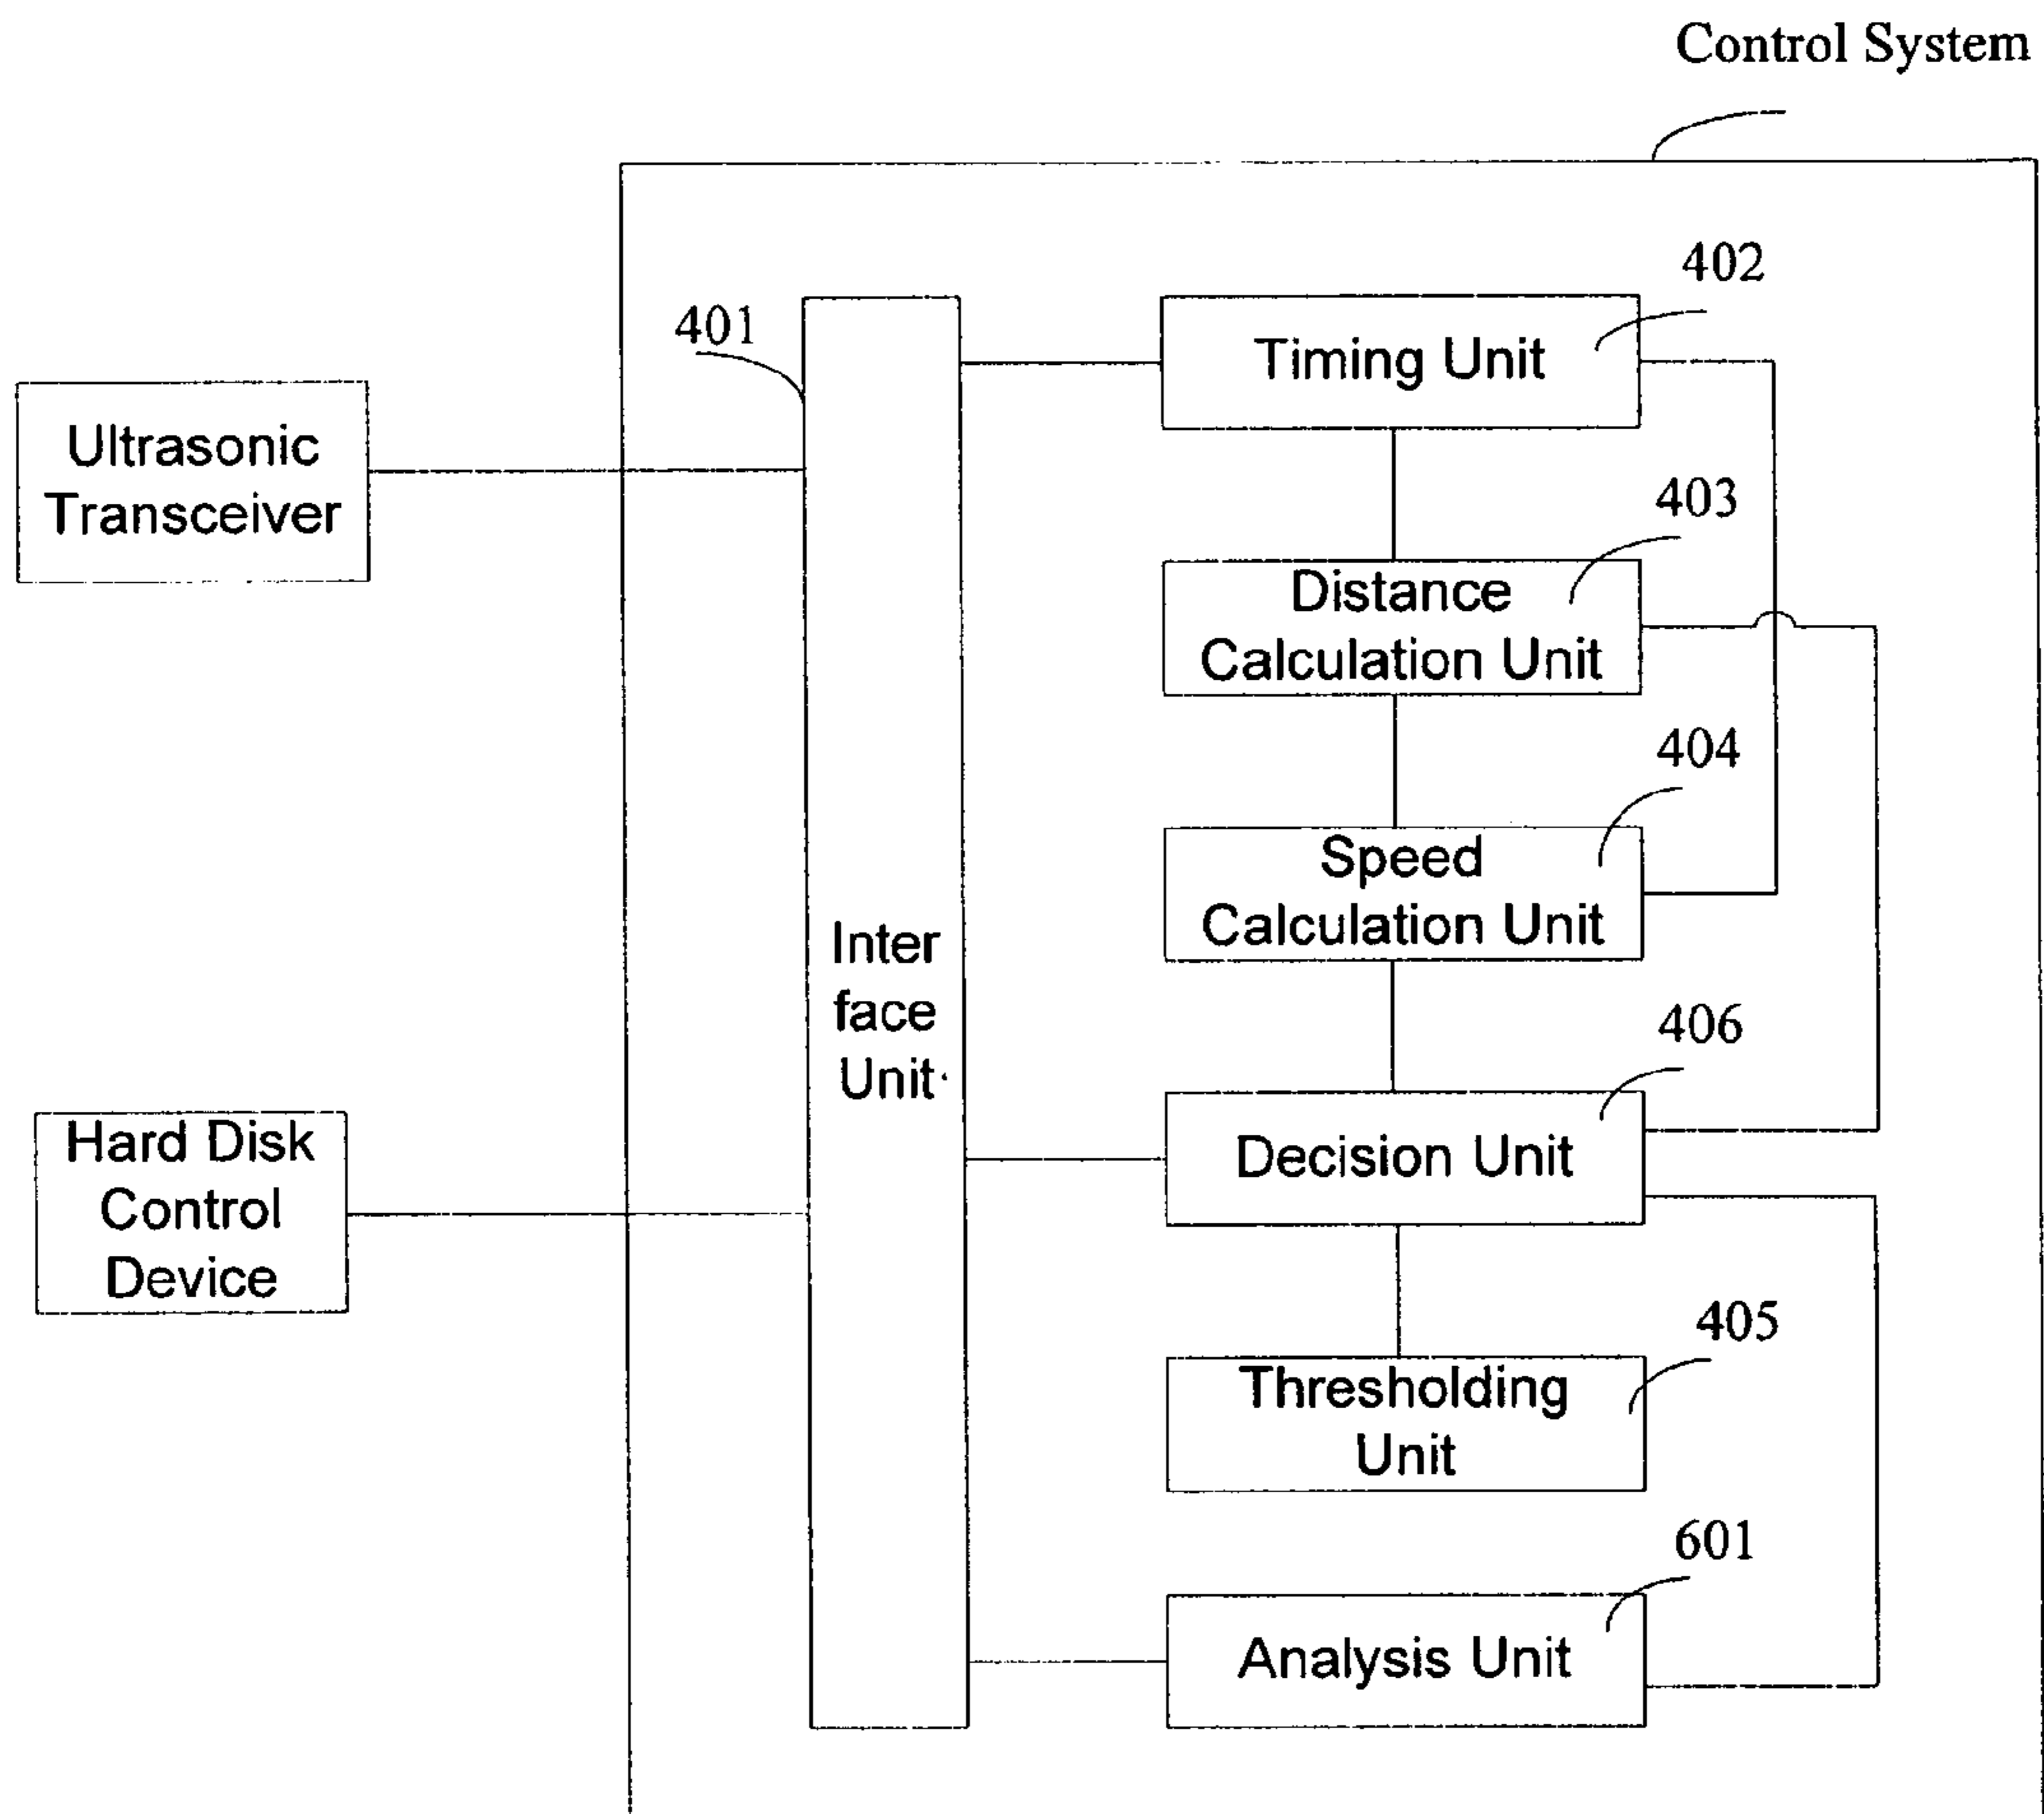 Control System
402
401
Timing Unit
Ultrasonic
Transceiver
403
Distance
Calculation Unit
404
Speed
Calculation Unit
Inter
face
Unit
406
Hard Disk
Control
Device
Decision Unit
405
Thresholding
Unit
601
Analysis Unit